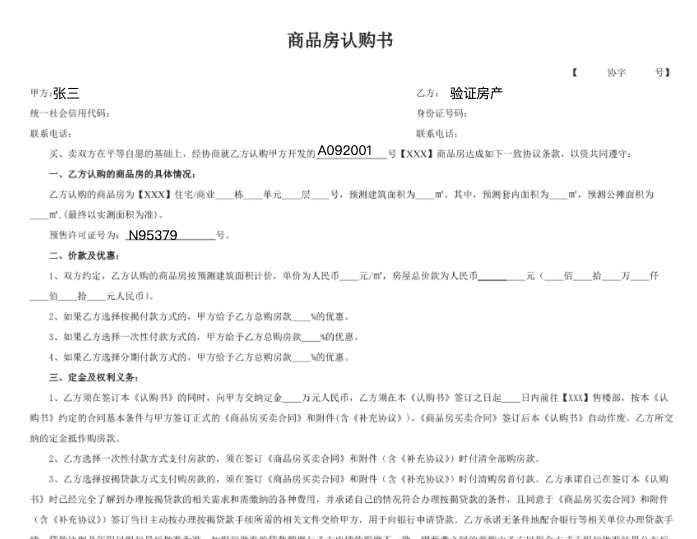 商品房认购书
【 协字 号】
甲方:张三 乙方: 验证房产
统一社会信用代码: 身份证号码:
联系电话: 联系电话:
买、卖双方在平等自愿的基础上，经协商就乙方认购甲方开发的A092001号【XXX】商品房达成如下一致协议条款，以资共同遵守:
一、乙方认购的商品房的具体情况:
乙方认购的商品房为【XXX】住宅/商业____栋____单元____层____号，预测建筑面积为____㎡。其中，预测套内面积为____㎡，预测公摊面积为
____㎡.(最终以实测面积为准)。
预售许可证号为: N95379 号。
二、价款及优惠:
1、双方约定，乙方认购的商品房按预测建筑面积计价，单价为人民币____元/㎡，房屋总价款为人民币__________元（____佰____拾____万____仟
____佰____拾____元人民币）。
2、如果乙方选择按揭付款方式的，甲方给予乙方总购房款____%的优惠。
3、如果乙方选择一次性付款方式的，甲方给予乙方总购房款____%的优惠。
4、如果乙方选择分期付款方式的，甲方给予乙方总购房款____%的优惠。
三、定金及权利义务:
1、乙方须在签订本《认购书》的同时，向甲方交纳定金____万元人民币，乙方须在本《认购书》签订之日起____日内前往【XXX】售楼部，按本《认
购书》约定的合同基本条件与甲方签订正式的《商品房买卖合同》和附件(含《补充协议》)，《商品房买卖合同》签订后本《认购书》自动作废。乙方所交
纳的定金抵作购房款。
2、乙方选择一次性付款方式支付房款的，须在签订《商品房买卖合同》和附件（含《补充协议》）时付清全部购房款。
3、乙方选择按揭贷款方式支付购房款的，须在签订《商品房买卖合同》和附件（含《补充协议》）时付清购房首付款。乙方承诺自己在签订本《认购
书》时已经完全了解到办理按揭贷款的相关需求和需缴纳的各种费用，并承诺自己的情况符合办理按揭贷款的条件，且同意于《商品房买卖合同》和附件
（含《补充协议》）签订当日主动按办理按揭贷款手续所需的相关文件交给甲方，用于向银行申请贷款。乙方承诺无条件地配合银行等相关单位办理贷款手